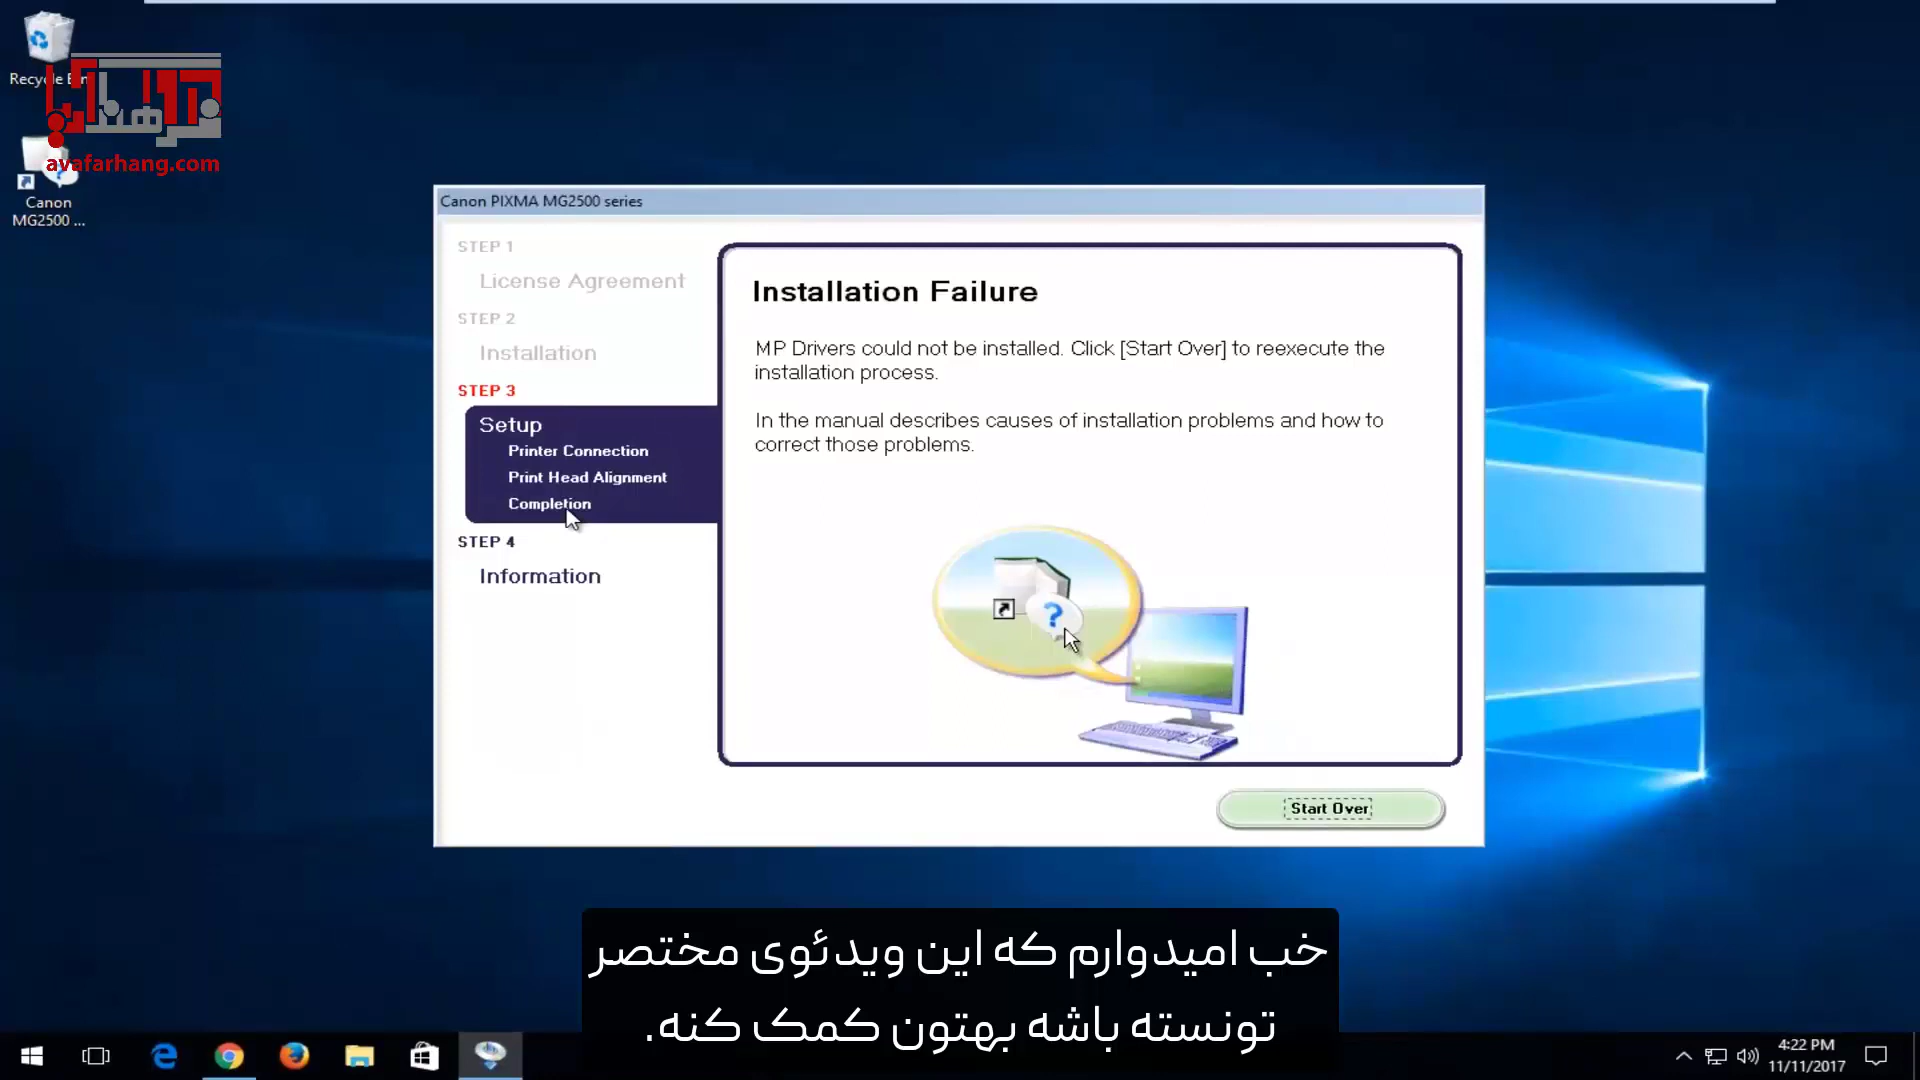 Recycle Bin
آوا فرهنگ
avafarhang.com
Canon
MG2500 ...
Canon PIXMA MG2500 series
STEP 1
License Agreement
STEP 2
Installation
STEP 3
Setup
Printer Connection
Print Head Alignment
Completion
STEP 4
Information
Installation Failure
MP Drivers could not be installed. Click [Start Over] to reexecute the
installation process.
In the manual describes causes of installation problems and how to
correct those problems.
?
Start Over
خب امیدوارم که این ویدئوی مختصر
تونسته باشه بهتون کمک کنه.
4:22 PM
11/11/2017